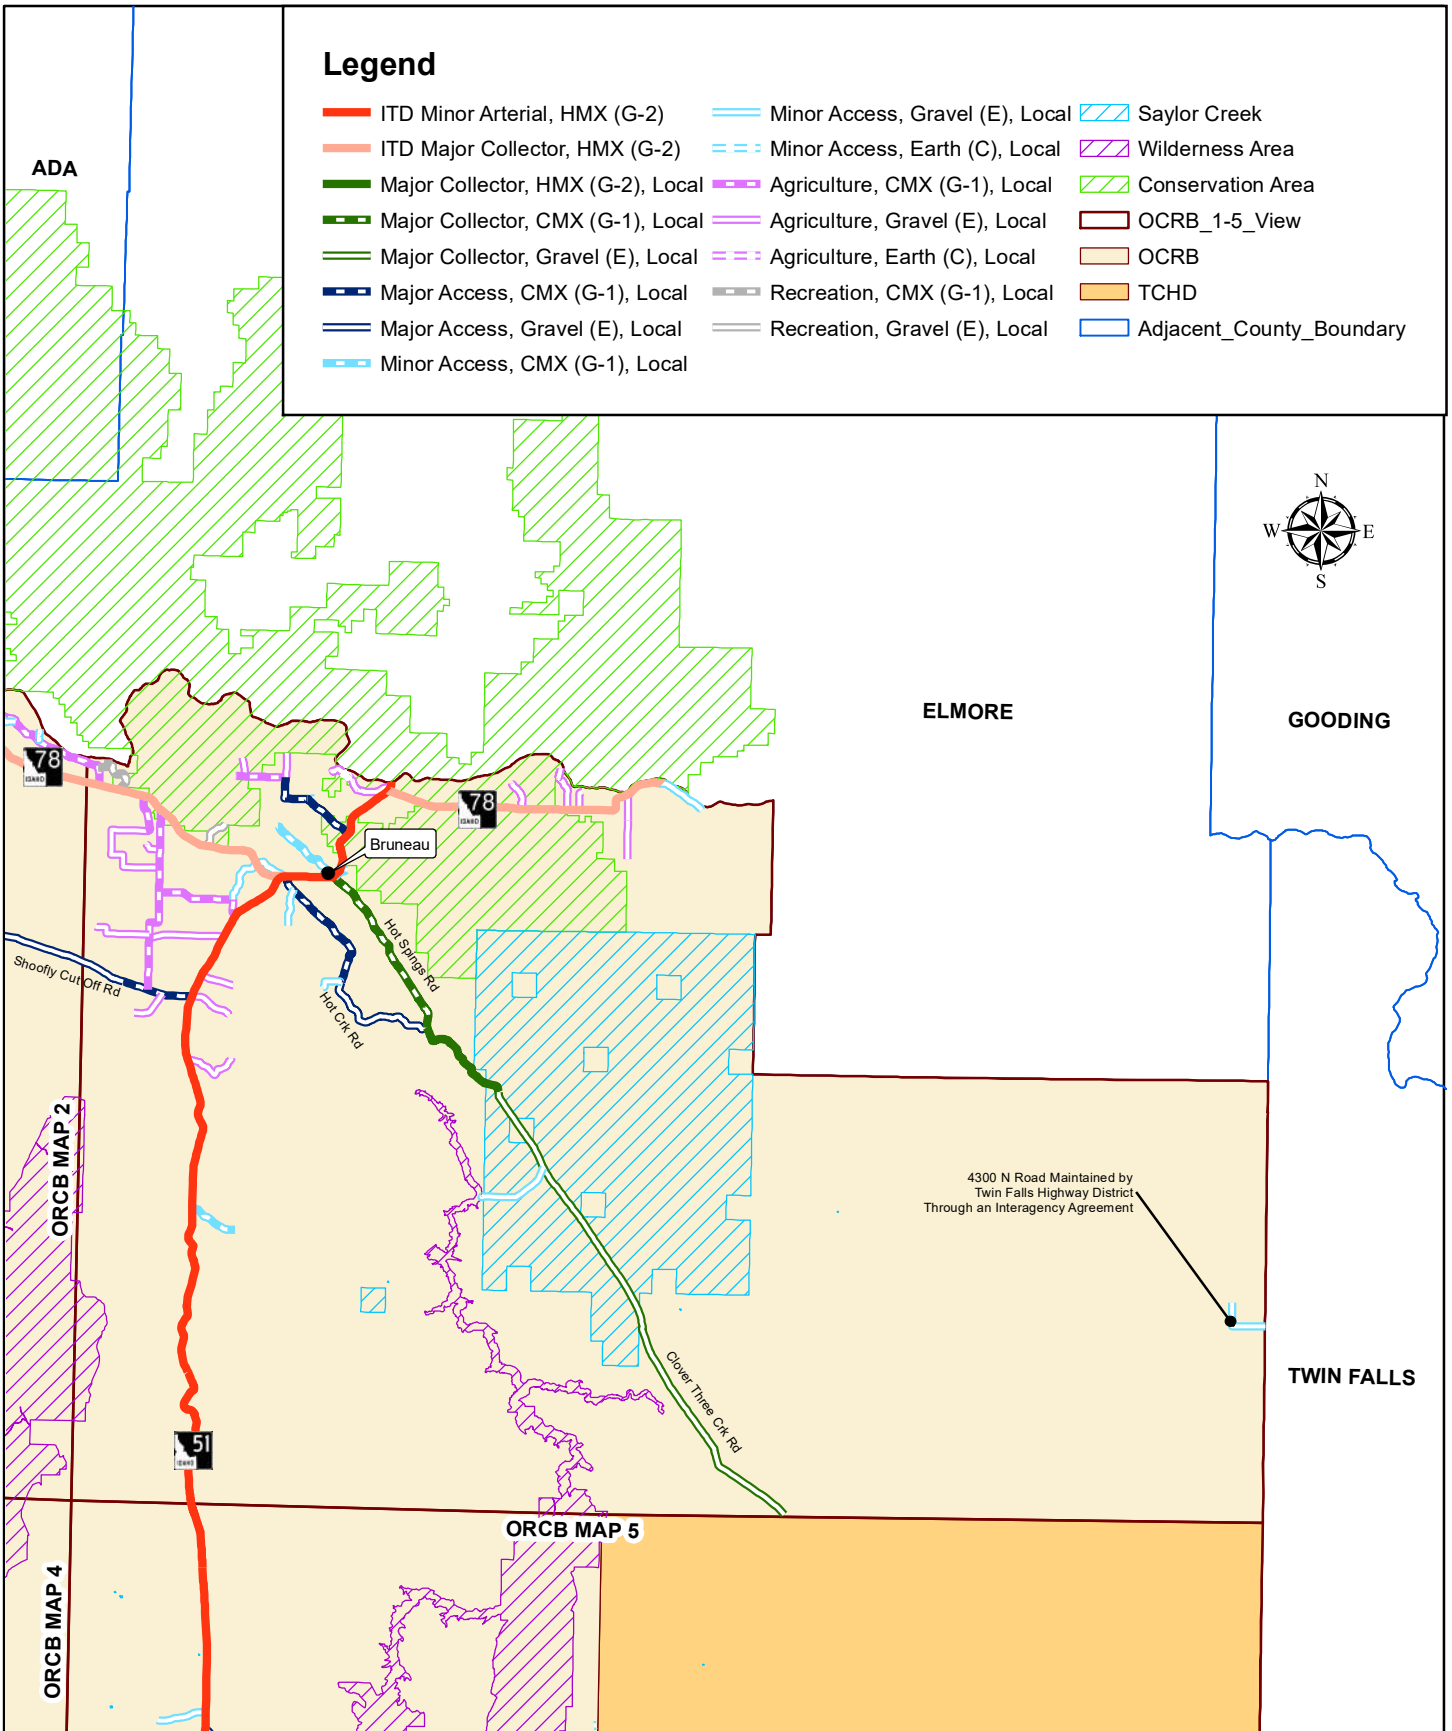 Legend
ITD Minor Arterial, HMX (G-2)
ITD Major Collector, HMX (G-2)
Major Collector, HMX (G-2), Local
Major Collector, CMX (G-1), Local
Major Collector, Gravel (E), Local
Major Access, CMX (G-1), Local
Major Access, Gravel (E), Local
Minor Access, CMX (G-1), Local
Minor Access, Gravel (E), Local
Minor Access, Earth (C), Local
Agriculture, CMX (G-1), Local
Agriculture, Gravel (E), Local
Agriculture, Earth (C), Local
Recreation, CMX (G-1), Local
Recreation, Gravel (E), Local
Saylor Creek
Wilderness Area
Conservation Area
OCRB_1-5_View
OCRB
TCHD
Adjacent_County_Boundary
ADA
N
W
E
S
ELMORE
GOODING
78
IDAHO
78
IDAHO
Bruneau
Hot Spings Rd
Shoofly Cut Off Rd
Hot Crk Rd
ORCB MAP 2
4300 N Road Maintained by
Twin Falls Highway District
Through an Interagency Agreement
TWIN FALLS
Clover Three Crk Rd
51
IDAHO
ORCB MAP 5
ORCB MAP 4